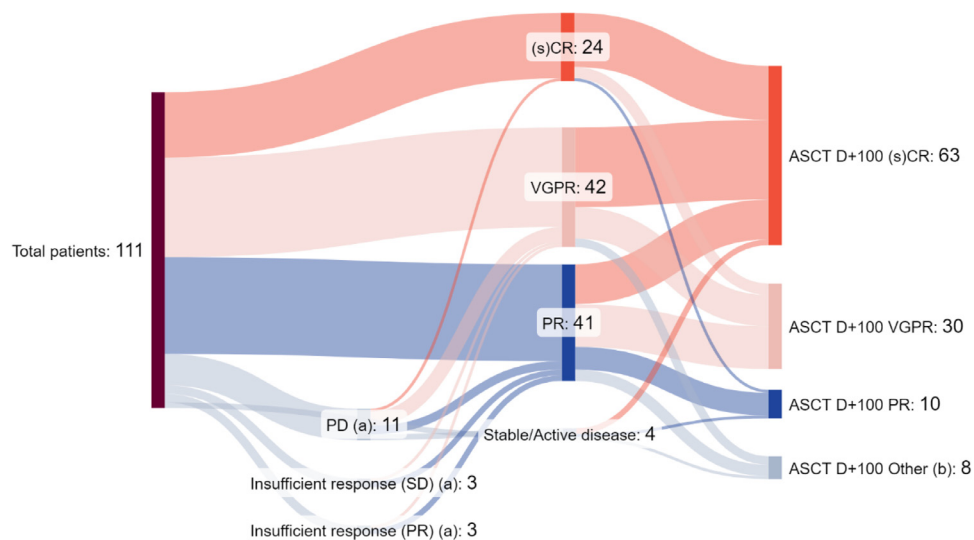 (s)CR: 24
ASCT D+100 (s)CR: 63
VGPR: 42
Total patients: 111
PR: 41
ASCT D+100 VGPR: 30
ASCT D+100 PR: 10
PD (a): 11
Stable/Active disease: 4
ASCT D+100 Other (b): 8
Insufficient response (SD) (a): 3
Insufficient response (PR) (a): 3